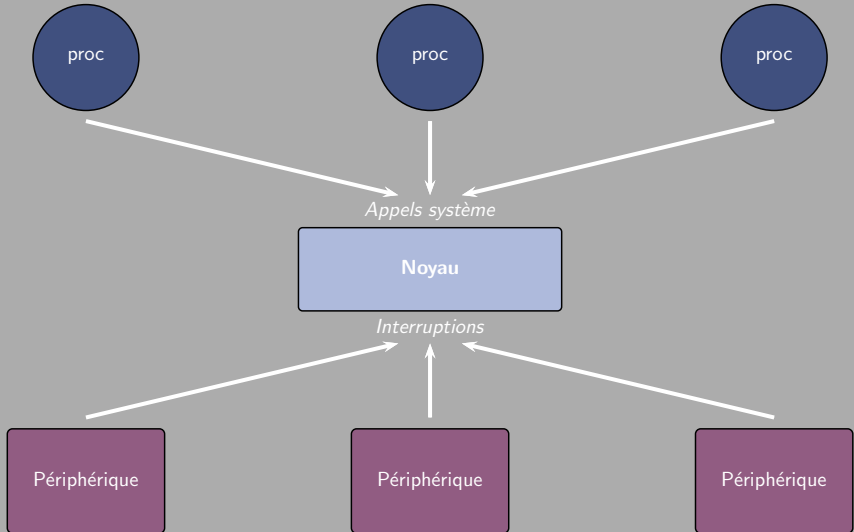 proc
proc
proc
Appels système
Noyau
Interruptions
Périphérique
Périphérique
Périphérique